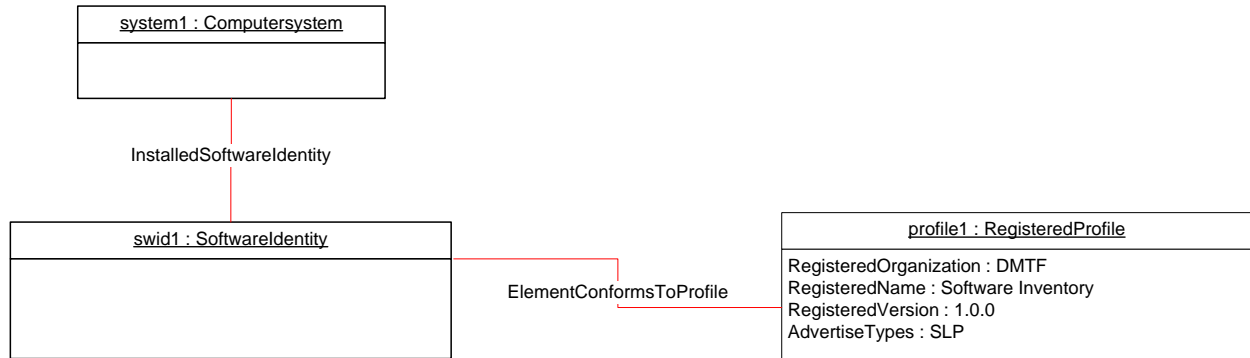 system1 : Computersystem
InstalledSoftwareIdentity
swid1 : SoftwareIdentity
ElementConformsToProfile
profile1 : RegisteredProfile
RegisteredOrganization : DMTF
RegisteredName : Software Inventory
RegisteredVersion : 1.0.0
AdvertiseTypes : SLP